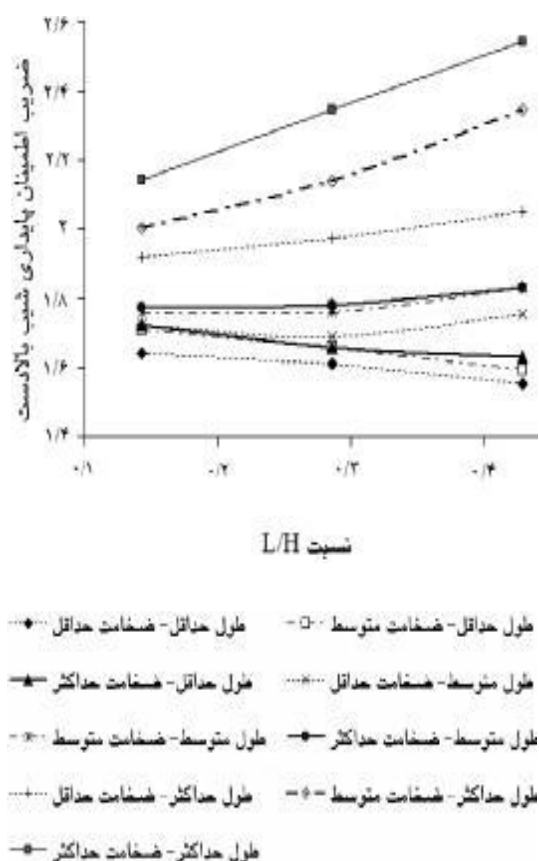 ضریب اطمینان پایداری شیب بالادست
۲/۶
۲/۴
۲/۲
۲
۱/۸
۱/۶
۱/۴
۰/۱ ۰/۲ ۰/۳ ۰/۴
نسبت L/H
طول حداقل- ضخامت حداقل طول حداقل- ضخامت متوسط
طول حداقل- ضخامت حداکثر طول متوسط- ضخامت حداقل
طول متوسط- ضخامت متوسط طول متوسط- ضخامت حداکثر
طول حداکثر- ضخامت حداقل طول حداکثر- ضخامت متوسط
طول حداکثر- ضخامت حداکثر